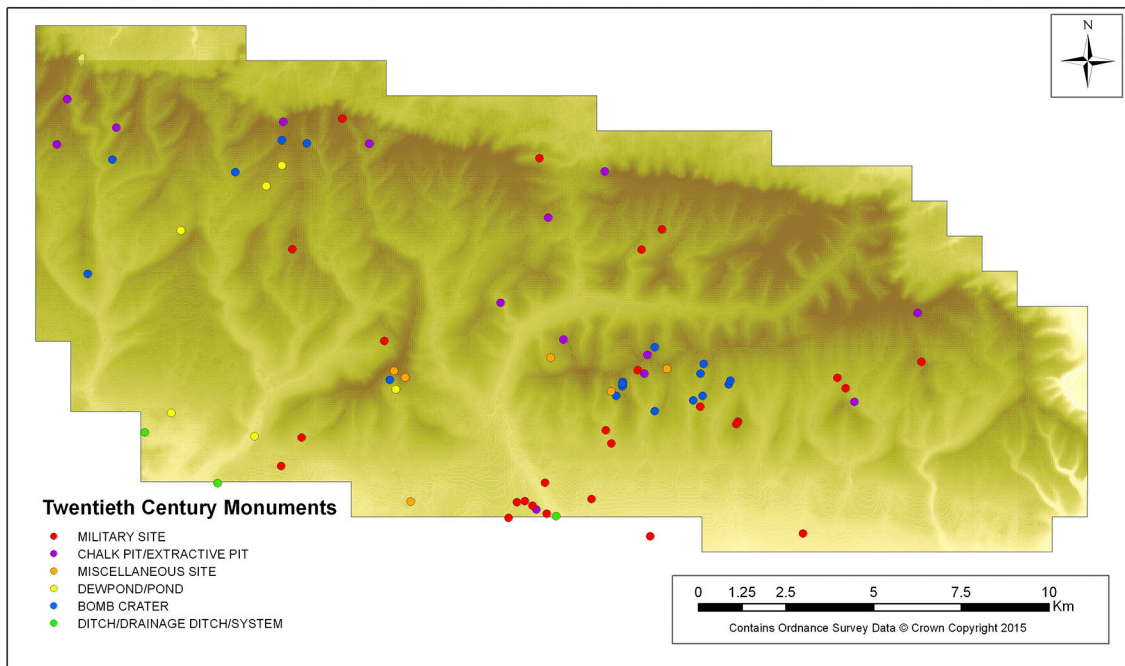 N
Twentieth Century Monuments
MILITARY SITE
CHALK PIT/EXTRACTIVE PIT
MISCELLANEOUS SITE
DEWPOND/POND
BOMB CRATER
DITCH/DRAINAGE DITCH/SYSTEM
0 1.25 2.5 5 7.5 10
Km
Contains Ordnance Survey Data © Crown Copyright 2015